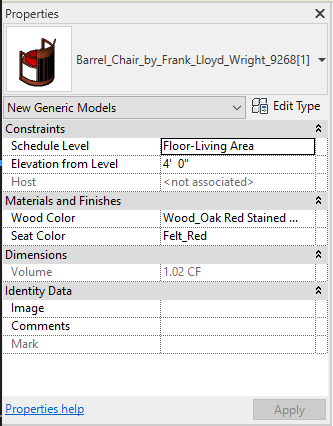 Properties
Barrel_Chair_by_Frank_Lloyd_Wright_9268[1]
New Generic Models Edit Type
Constraints
Schedule Level Floor-Living Area
Elevation from Level 4' 0"
Host <not associated>
Materials and Finishes
Wood Color Wood_Oak Red Stained ...
Seat Color Felt_Red
Dimensions
Volume 1.02 CF
Identity Data
Image
Comments
Mark
Properties help Apply